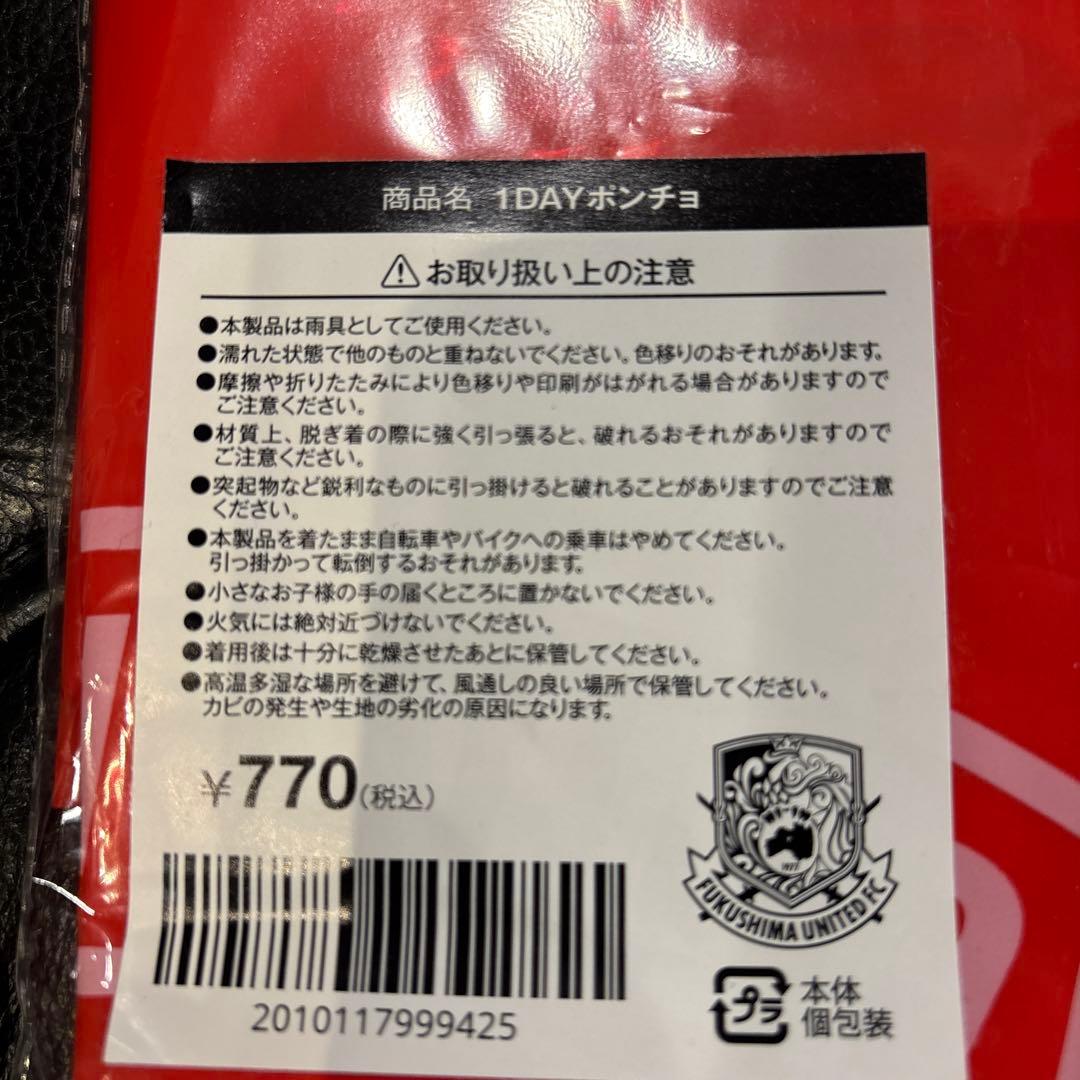 商品名 1DAYポンチョ
お取り扱い上の注意
●本製品は雨具としてご使用ください。
●濡れた状態で他のものと重ねないでください。色移りのおそれがあります。
●摩擦や折りたたみにより色移りや印刷がはがれる場合がありますので
ご注意ください。
●材質上、脱ぎ着の際に強く引っ張ると、破れるおそれがありますので
ご注意ください。
●突起物など鋭利なものに引っ掛けると破れることがありますのでご注意
ください。
●本製品を着たまま自転車やバイクへの乗車はやめてください。
引っ掛かって転倒するおそれがあります。
●小さなお子様の手の届くところに置かないでください。
●火気には絶対近づけないでください。
●着用後は十分に乾燥させたあとに保管してください。
●高温多湿な場所を避けて、風通しの良い場所で保管してください。
カビの発生や生地の劣化の原因になります。
¥770(税込)
1977
FUKUSHIMA UNITED FC
2010117999425
プラ
本体
個包装